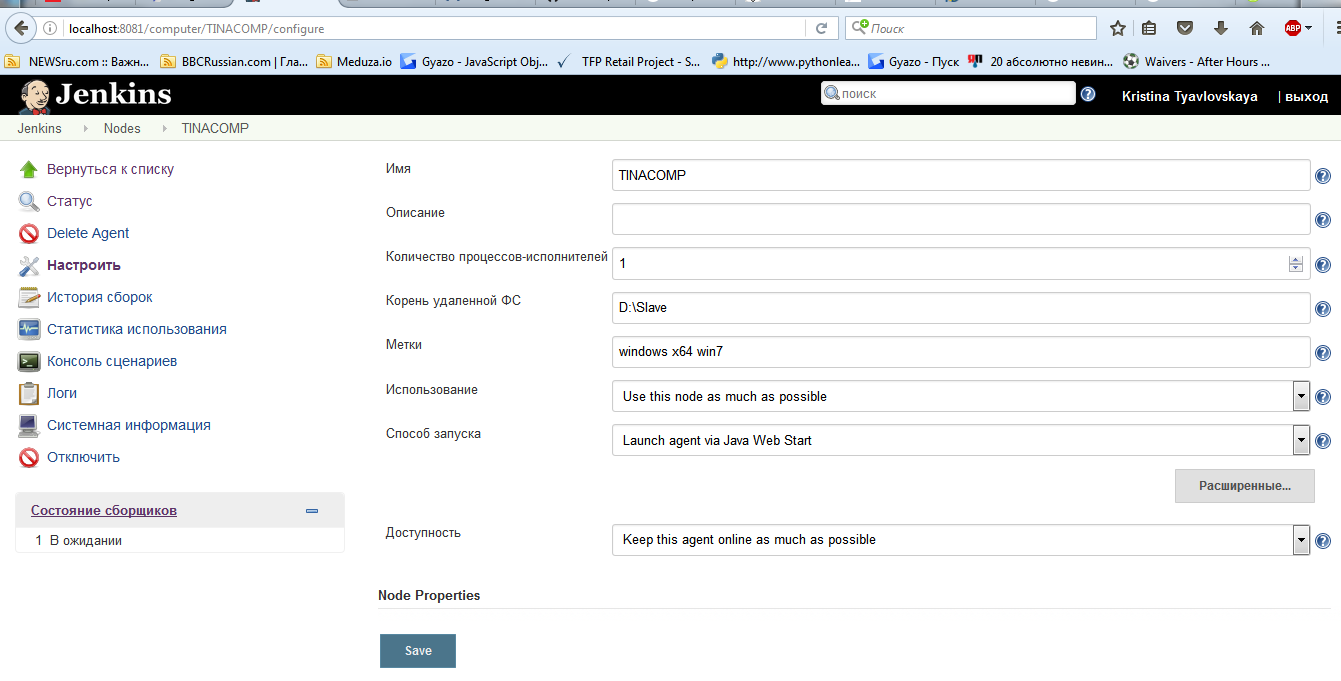 localhost:8081/computer/TINACOMP/configure
Поиск
ABP
NEWSru.com :: Важн...
BBCRussian.com | Гла...
Meduza.io
Gyazo - JavaScript Obj...
TFP Retail Project - S...
http://www.pythonlea...
Gyazo - Пуск
20 абсолютно невин...
Waivers - After Hours ...
Jenkins
поиск
Kristina Tyavlovskaya
| выход
Jenkins
Nodes
TINACOMP
Вернуться к списку
Статус
Delete Agent
Настроить
История сборок
Статистика использования
Консоль сценариев
Логи
Системная информация
Отключить
Состояние сборщиков
1 В ожидании
Имя
TINACOMP
Описание
Количество процессов-исполнителей
1
Корень удаленной ФС
D:\Slave
Метки
windows x64 win7
Использование
Use this node as much as possible
Способ запуска
Launch agent via Java Web Start
Расширенные...
Доступность
Keep this agent online as much as possible
Node Properties
Save